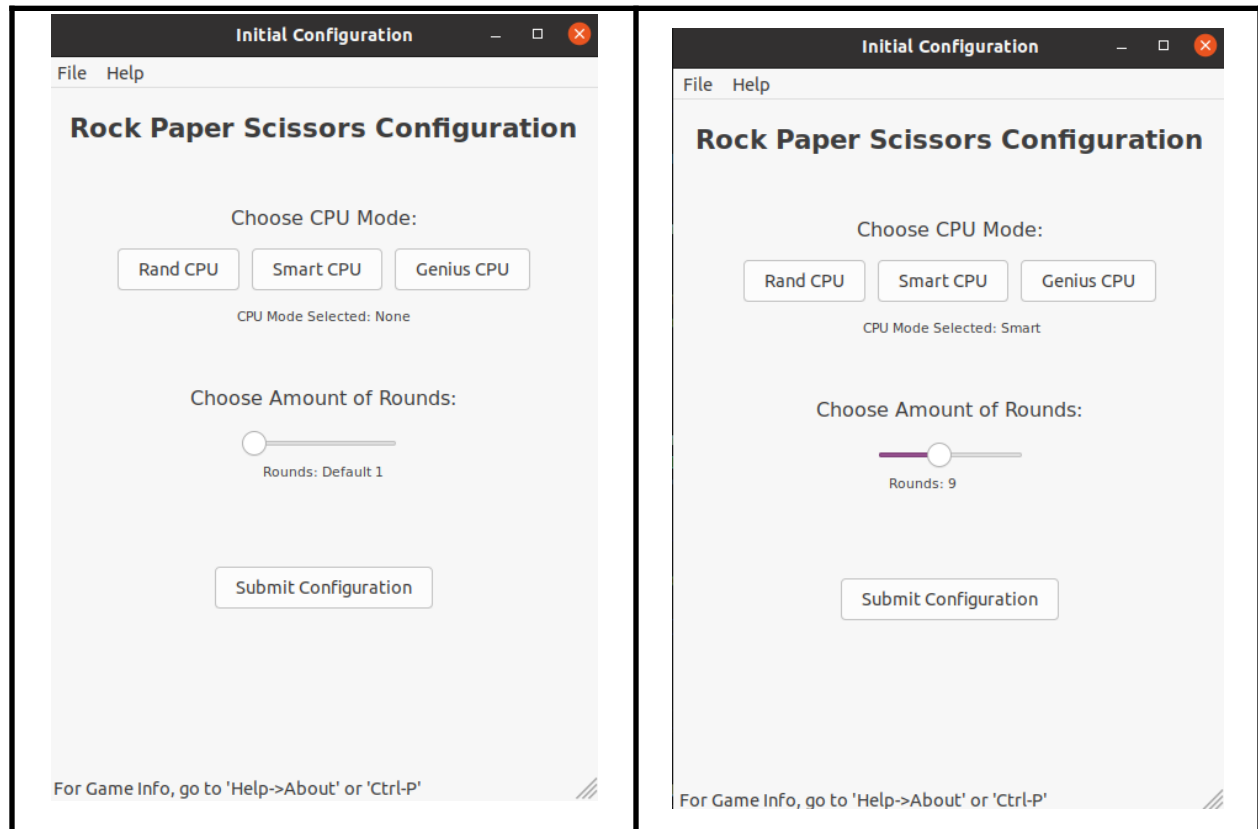 Initial Configuration
File Help
Rock Paper Scissors Configuration
Choose CPU Mode:
Rand CPU Smart CPU Genius CPU
CPU Mode Selected: None
Choose Amount of Rounds:
Rounds: Default 1
Submit Configuration
For Game Info, go to 'Help->About' or 'Ctrl-P'
Initial Configuration
File Help
Rock Paper Scissors Configuration
Choose CPU Mode:
Rand CPU Smart CPU Genius CPU
CPU Mode Selected: Smart
Choose Amount of Rounds:
Rounds: 9
Submit Configuration
For Game Info, go to 'Help->About' or 'Ctrl-P'